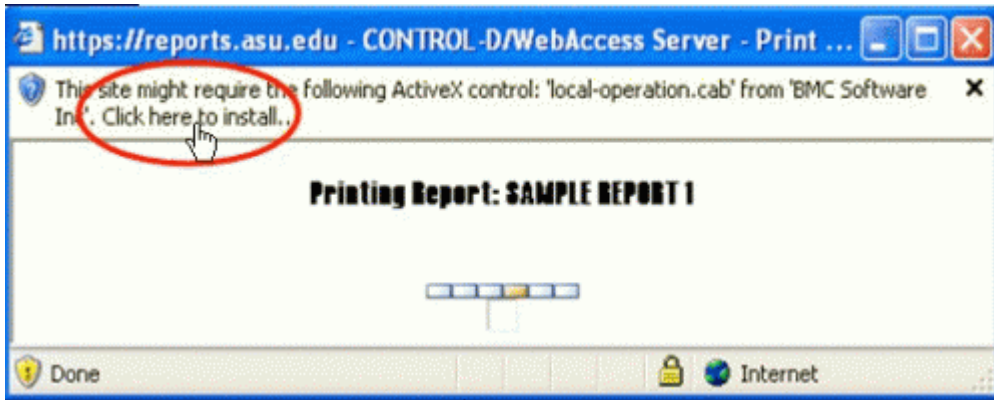 https://reports.asu.edu - CONTROL-D/WebAccess Server - Print ...
This site might require the following ActiveX control: 'local-operation.cab' from 'BMC Software
Inc'. Click here to install...
Printing Report: SAMPLE REPORT 1
Done
Internet